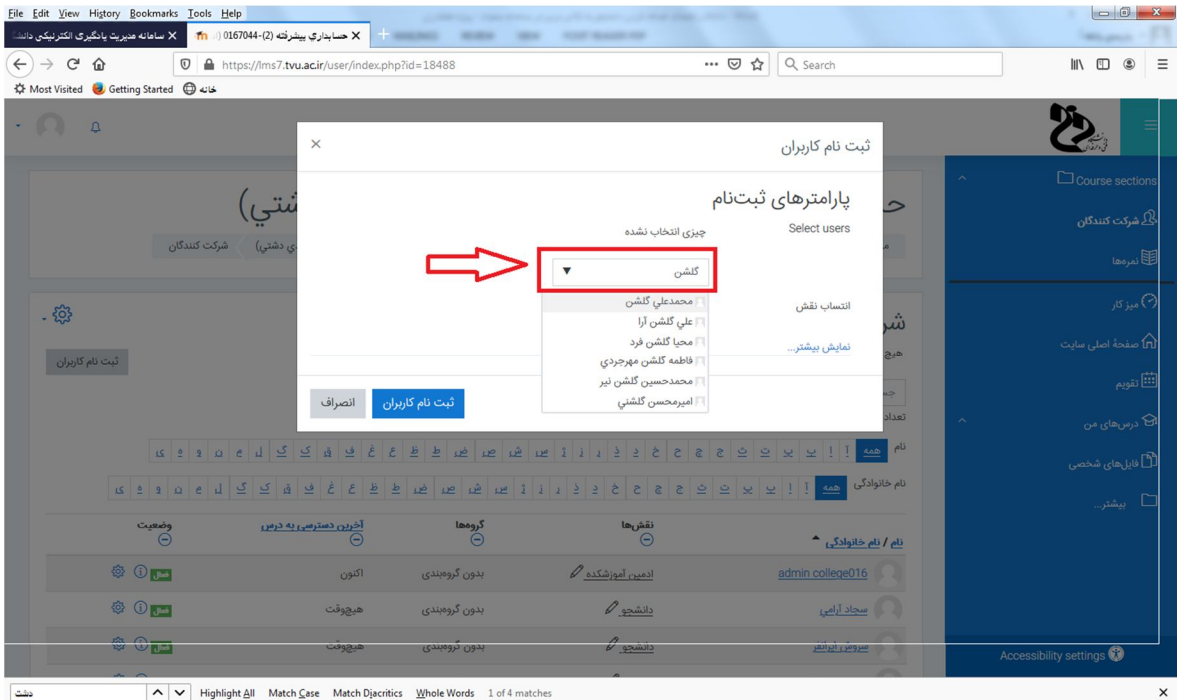 File Edit View History Bookmarks Tools Help
سامانه مدیریت یادگیری الکترنیکی دانشگ
حسابداري پيشرفته (2)-0167044
https://lms7.tvu.ac.ir/user/index.php?id=18488
Search
Most Visited Getting Started خانه
ثبت نام کاربران
پارامترهای ثبت‌نام
Select users
چیزی انتخاب نشده
گلشن
محمدعلي گلشن
علي گلشن آرا
محيا گلشن فرد
فاطمه گلشن مهرجردي
محمدحسين گلشن نير
اميرمحسن گلشني
انتساب نقش
نمایش بیشتر...
ثبت نام کاربران
انصراف
شتي)
ي دشتي) شرکت کنندگان
ثبت نام کاربران
هیچ
تعداد
نام همه آ ا ب پ ت ث ج چ ح خ د ذ ر ز ژ س ش ص ض ط ظ ع غ ف ق ک گ ل م ن و ه ی
نام خانوادگی همه آ ا ب پ ت ث ج چ ح خ د ذ ر ز ژ س ش ص ض ط ظ ع غ ف ق ک گ ل م ن و ه ی
نام / نام خانوادگی نقش‌ها گروه‌ها آخرین دسترسی به درس وضعیت
admin college016 ادمین آموزشکده بدون گروه‌بندی اکنون فعال
سجاد آرامي دانشجو بدون گروه‌بندی هیچ‌وقت فعال
سروش ايرانفر دانشجو بدون گروه‌بندی هیچ‌وقت فعال
Course sections
شرکت کنندگان
نمره‌ها
میز کار
صفحهٔ اصلی سایت
تقویم
درس‌های من
فایل‌های شخصی
بیشتر...
Accessibility settings
دشت Highlight All Match Case Match Diacritics Whole Words 1 of 4 matches